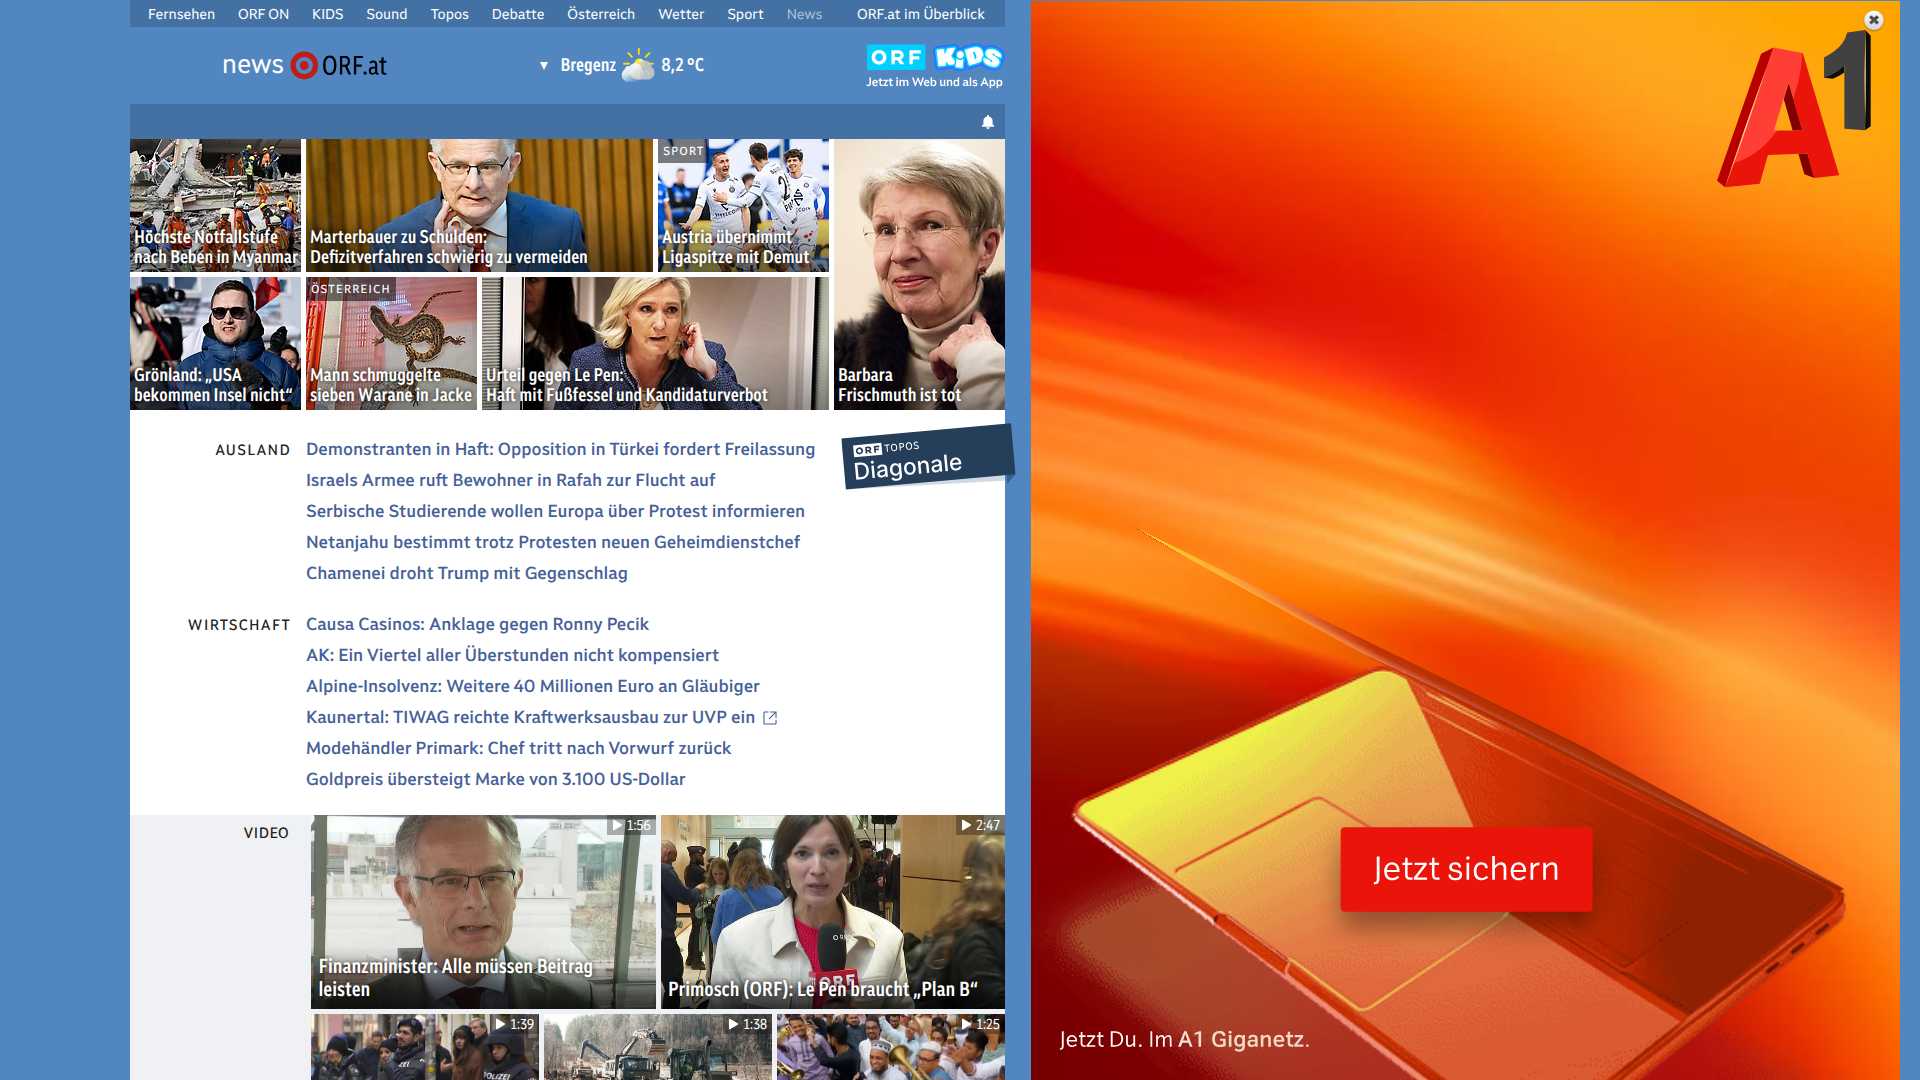 Fernsehen ORF ON KIDS Sound Topos Debatte Österreich Wetter Sport News ORF.at im Überblick
news ORF.at
Bregenz 8,2 °C
ORF KiDS
Jetzt im Web und als App
Höchste Notfallstufe
nach Beben in Myanmar
Marterbauer zu Schulden:
Defizitverfahren schwierig zu vermeiden
SPORT
Austria übernimmt
Ligaspitze mit Demut
Grönland: „USA
bekommen Insel nicht“
ÖSTERREICH
Mann schmuggelte
sieben Warane in Jacke
Urteil gegen Le Pen:
Haft mit Fußfessel und Kandidaturverbot
Barbara
Frischmuth ist tot
AUSLAND
Demonstranten in Haft: Opposition in Türkei fordert Freilassung
Israels Armee ruft Bewohner in Rafah zur Flucht auf
Serbische Studierende wollen Europa über Protest informieren
Netanjahu bestimmt trotz Protesten neuen Geheimdienstchef
Chamenei droht Trump mit Gegenschlag
ORF TOPOS
Diagonale
WIRTSCHAFT
Causa Casinos: Anklage gegen Ronny Pecik
AK: Ein Viertel aller Überstunden nicht kompensiert
Alpine-Insolvenz: Weitere 40 Millionen Euro an Gläubiger
Kaunertal: TIWAG reichte Kraftwerksausbau zur UVP ein
Modehändler Primark: Chef tritt nach Vorwurf zurück
Goldpreis übersteigt Marke von 3.100 US-Dollar
VIDEO
1:56
Finanzminister: Alle müssen Beitrag
leisten
2:47
ORF
Primosch (ORF): Le Pen braucht „Plan B“
1:39
POLIZEI
1:38
1:25
A1
Jetzt sichern
Jetzt Du. Im A1 Giganetz.